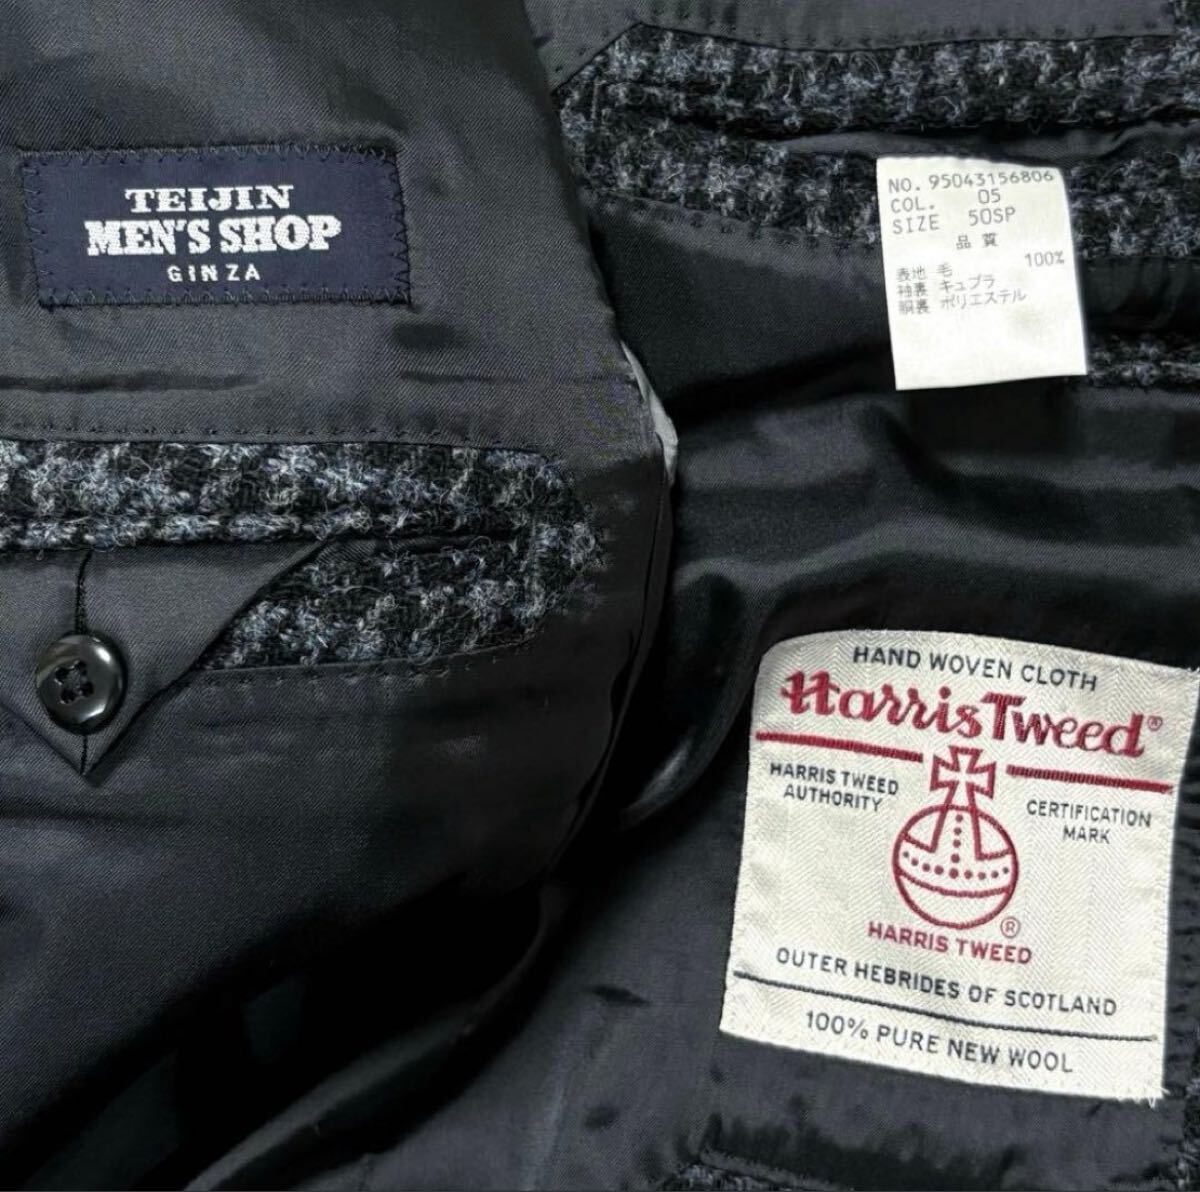 TEIJIN
MEN'S SHOP
GINZA
NO. 95043156806
COL. 05
SIZE 50SP
品質
表地 毛 100%
袖裏 キュプラ
胴裏 ポリエステル
HAND WOVEN CLOTH
Harris Tweed®
HARRIS TWEED
AUTHORITY
CERTIFICATION
MARK
®
HARRIS TWEED
OUTER HEBRIDES OF SCOTLAND
100% PURE NEW WOOL